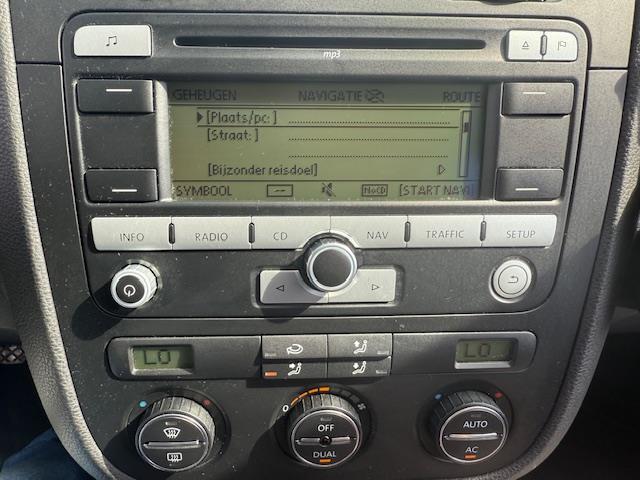 mp3
GEHEUGEN NAVIGATIE ROUTE
[Plaats/pc:]
[Straat:]
[Bijzonder reisdoel]
SYMBOOL NoCD [START NAVI]
INFO RADIO CD NAV TRAFFIC SETUP
LO LO
OFF AUTO
DUAL AC